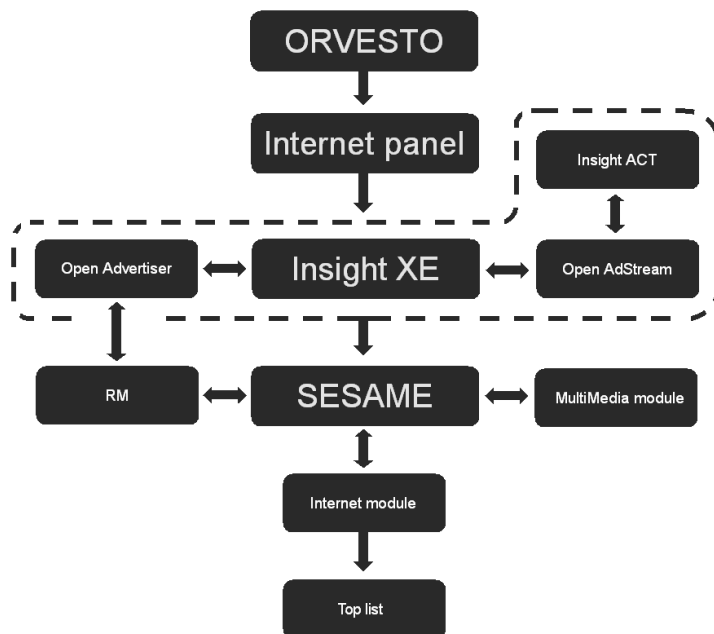 ORVESTO
Internet panel
Insight ACT
Open Advertiser
Insight XE
Open AdStream
RM
SESAME
MultiMedia module
Internet module
Top list